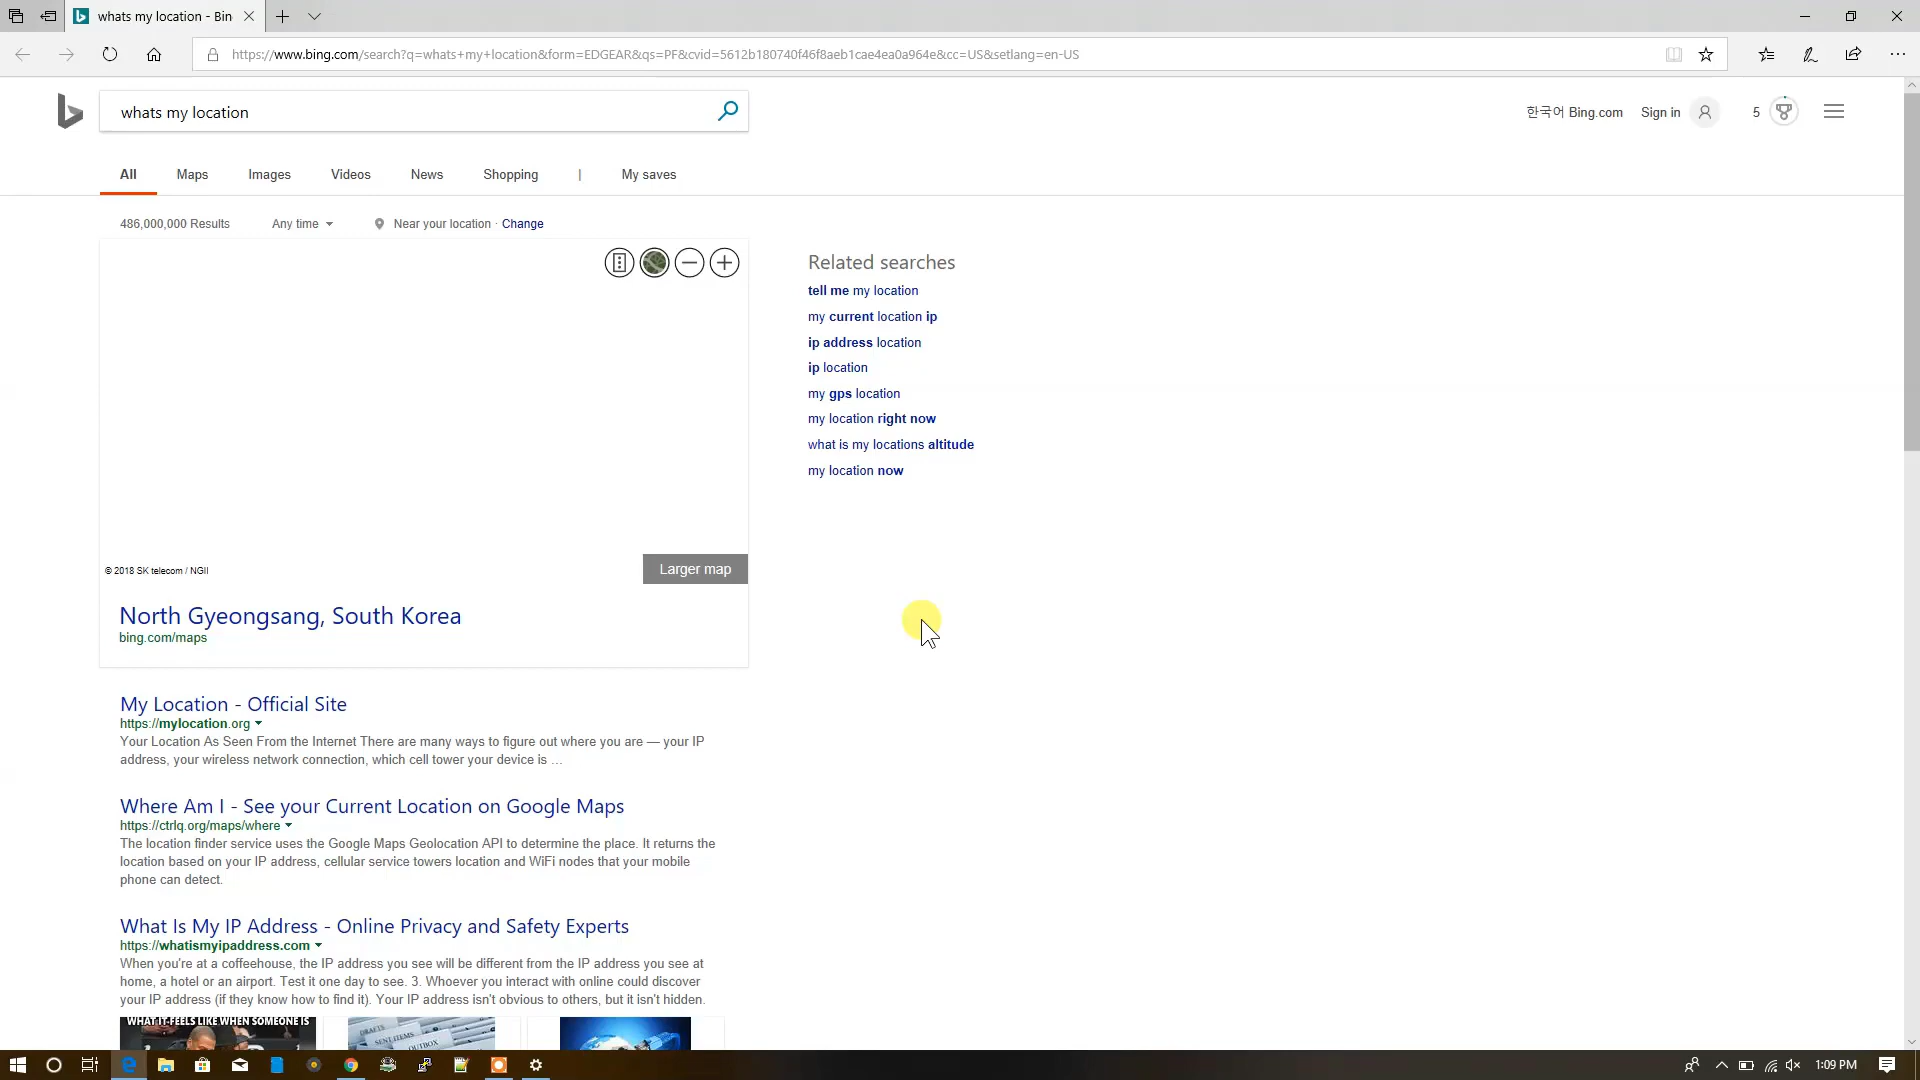 whats my location - Bin
https://www.bing.com/search?q=whats+my+location&form=EDGEAR&qs=PF&cvid=5612b180740f46f8aeb1cae4ea0a964e&cc=US&setlang=en-US
whats my location
한국어 Bing.com Sign in 5
All Maps Images Videos News Shopping | My saves
486,000,000 Results Any time Near your location · Change
© 2018 SK telecom / NGII
Larger map
North Gyeongsang, South Korea
bing.com/maps
Related searches
tell me my location
my current location ip
ip address location
ip location
my gps location
my location right now
what is my locations altitude
my location now
My Location - Official Site
https://mylocation.org
Your Location As Seen From the Internet There are many ways to figure out where you are — your IP
address, your wireless network connection, which cell tower your device is ...
Where Am I - See your Current Location on Google Maps
https://ctrlq.org/maps/where
The location finder service uses the Google Maps Geolocation API to determine the place. It returns the
location based on your IP address, cellular service towers location and WiFi nodes that your mobile
phone can detect.
What Is My IP Address - Online Privacy and Safety Experts
https://whatismyipaddress.com
When you're at a coffeehouse, the IP address you see will be different from the IP address you see at
home, a hotel or an airport. Test it one day to see. 3. Whoever you interact with online could discover
your IP address (if they know how to find it). Your IP address isn't obvious to others, but it isn't hidden.
WHAT IT FEELS LIKE WHEN SOMEONE IS
DRAFTS
SENT ITEMS
OUTBOX
1:09 PM